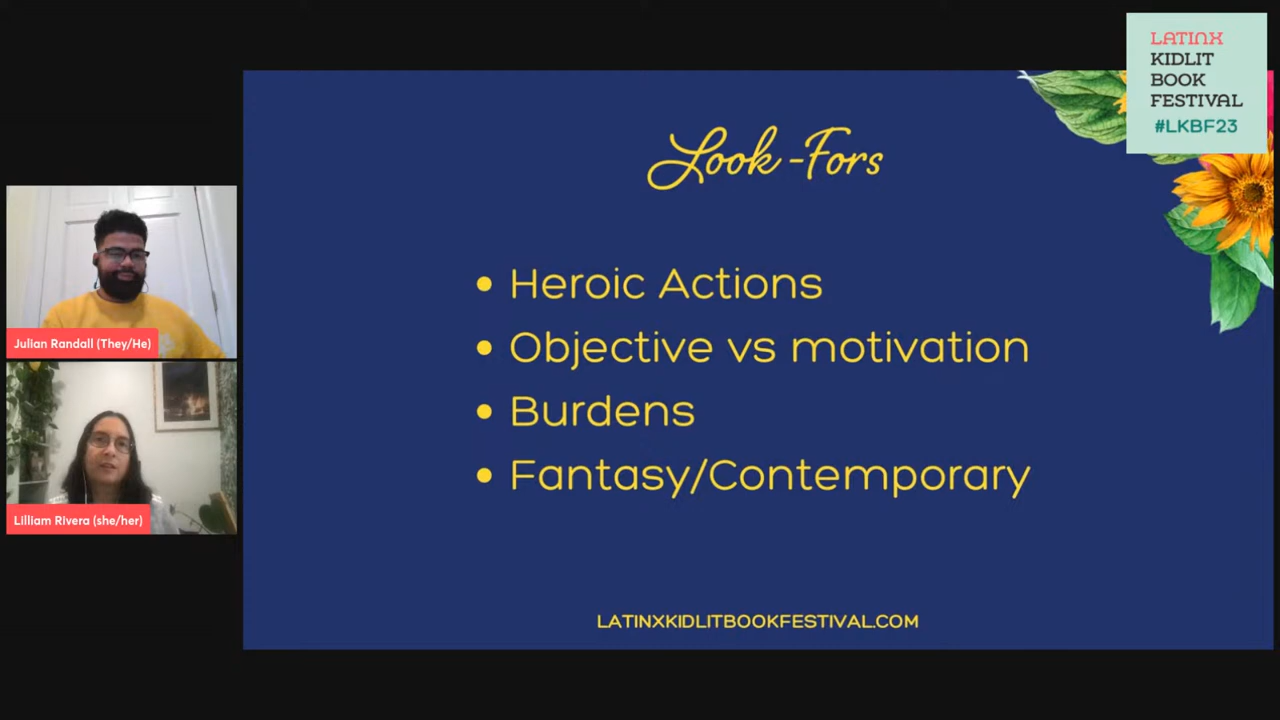 LATINX
KIDLIT
BOOK
FESTIVAL
#LKBF23
Look-Fors
• Heroic Actions
• Objective vs motivation
• Burdens
• Fantasy/Contemporary
LATINXKIDLITBOOKFESTIVAL.COM
Julian Randall (They/He)
Lilliam Rivera (she/her)